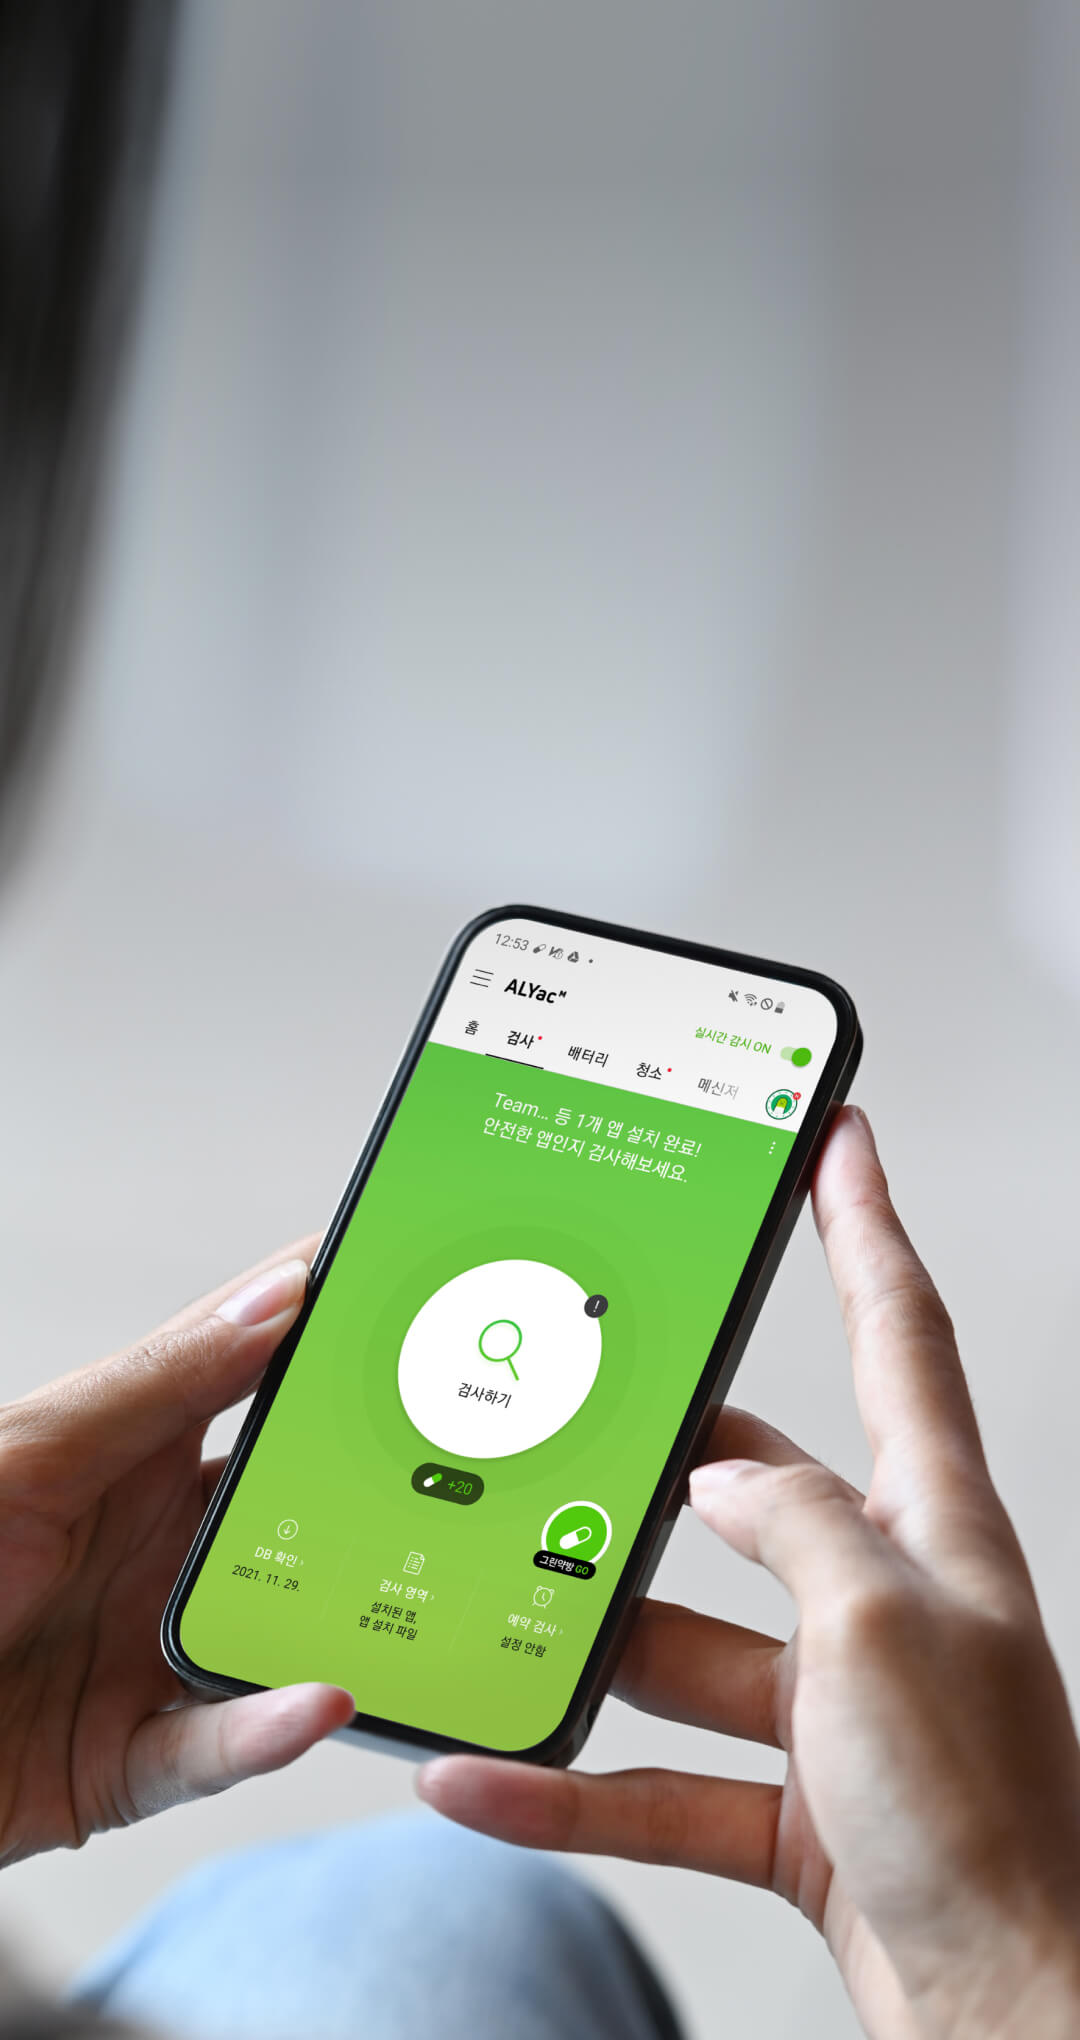 12:53
ALYac M
실시간 감시 ON
홈 검사 배터리 청소 메신저
Team... 등 1개 앱 설치 완료!
안전한 앱인지 검사해보세요.
!
검사하기
+20
그린약방 GO
DB 확인 ›
2021. 11. 29.
검사 영역 ›
설치된 앱,
앱 설치 파일
예약 검사 ›
설정 안함